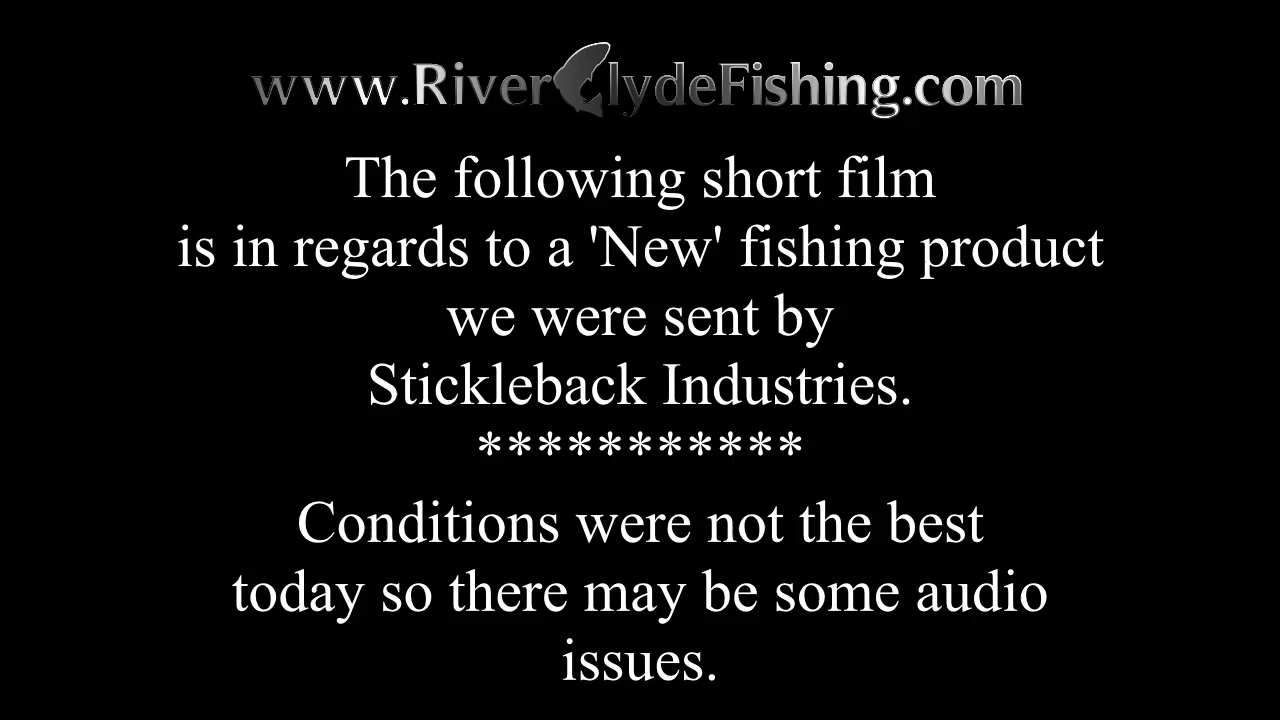 www.RiverClydeFishing.com
The following short film
is in regards to a 'New' fishing product
we were sent by
Stickleback Industries.
***********
Conditions were not the best
today so there may be some audio
issues.